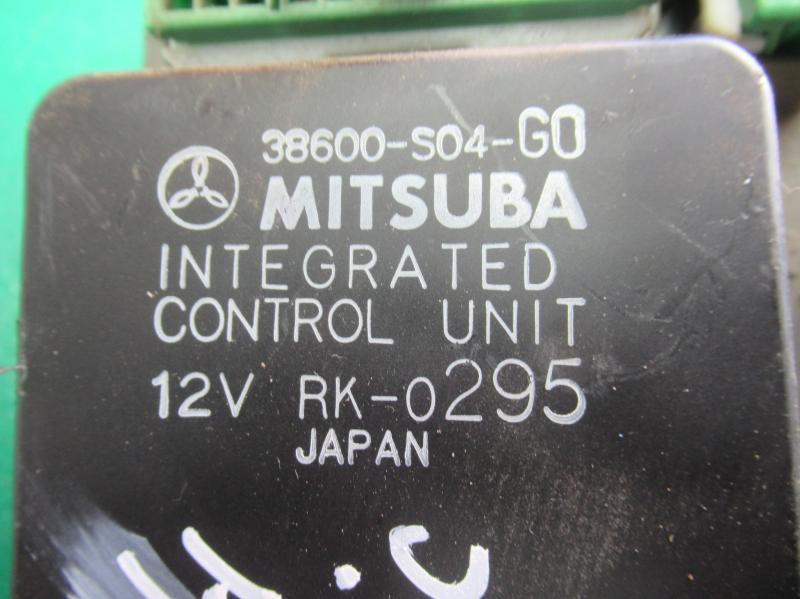 38600-S04-G0
MITSUBA
INTEGRATED
CONTROL UNIT
12V RK-0295
JAPAN